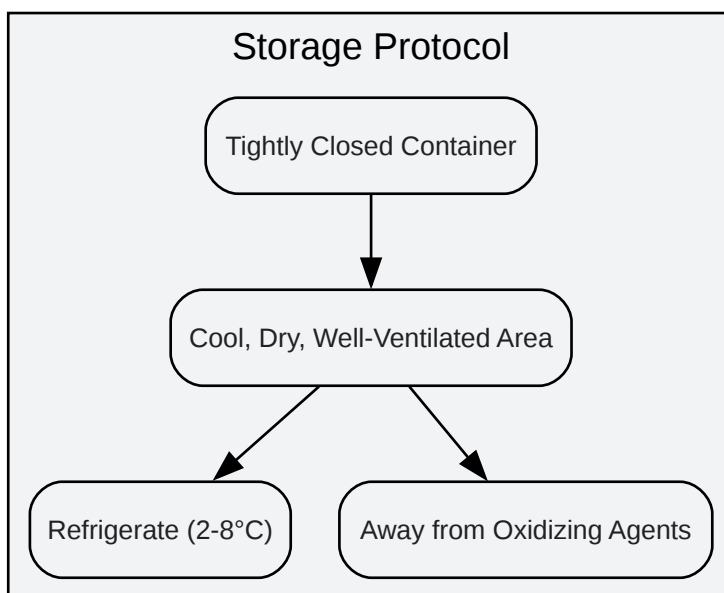 Storage Protocol
Tightly Closed Container
Cool, Dry, Well-Ventilated Area
Refrigerate (2-8°C)
Away from Oxidizing Agents